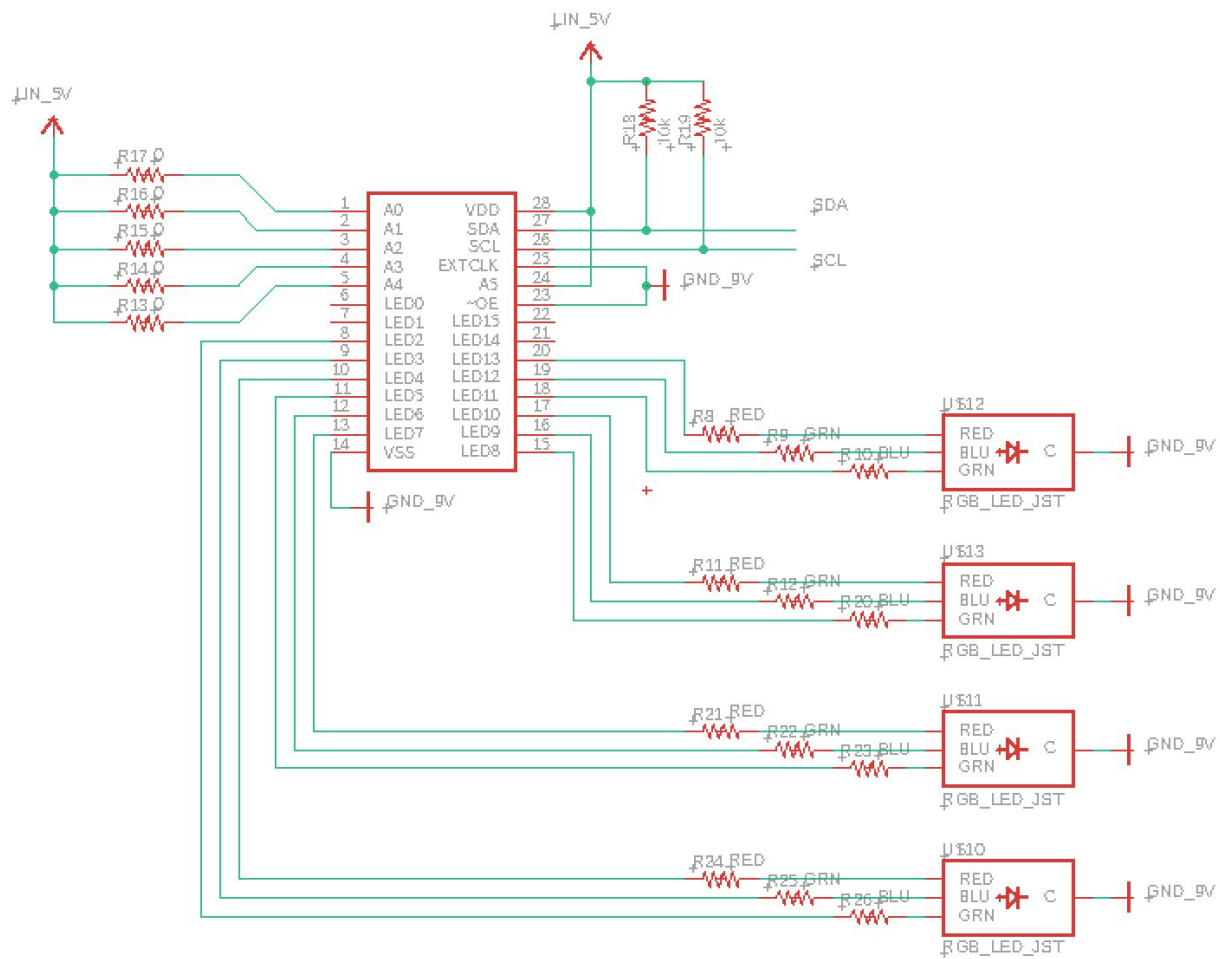 LIN_5V
LIN_5V
R18 10k
R19 10k
R17 0
R16 0
R15 0
R14 0
R13 0
1 A0 VDD 28
2 A1 SDA 27
3 A2 SCL 26
4 A3 EXTCLK 25
5 A4 A5 24
6 LED0 ~OE 23
7 LED1 LED15 22
8 LED2 LED14 21
9 LED3 LED13 20
10 LED4 LED12 19
11 LED5 LED11 18
12 LED6 LED10 17
13 LED7 LED9 16
14 VSS LED8 15
SDA
SCL
GND_9V
GND_9V
R8 RED
R9 GRN
R10 BLU
U$12
RED
BLU C
GRN
RGB_LED_JST
GND_9V
R11 RED
R12 GRN
R20 BLU
U$13
RED
BLU C
GRN
RGB_LED_JST
GND_9V
R21 RED
R22 GRN
R23 BLU
U$11
RED
BLU C
GRN
RGB_LED_JST
GND_9V
R24 RED
R25 GRN
R26 BLU
U$10
RED
BLU C
GRN
RGB_LED_JST
GND_9V